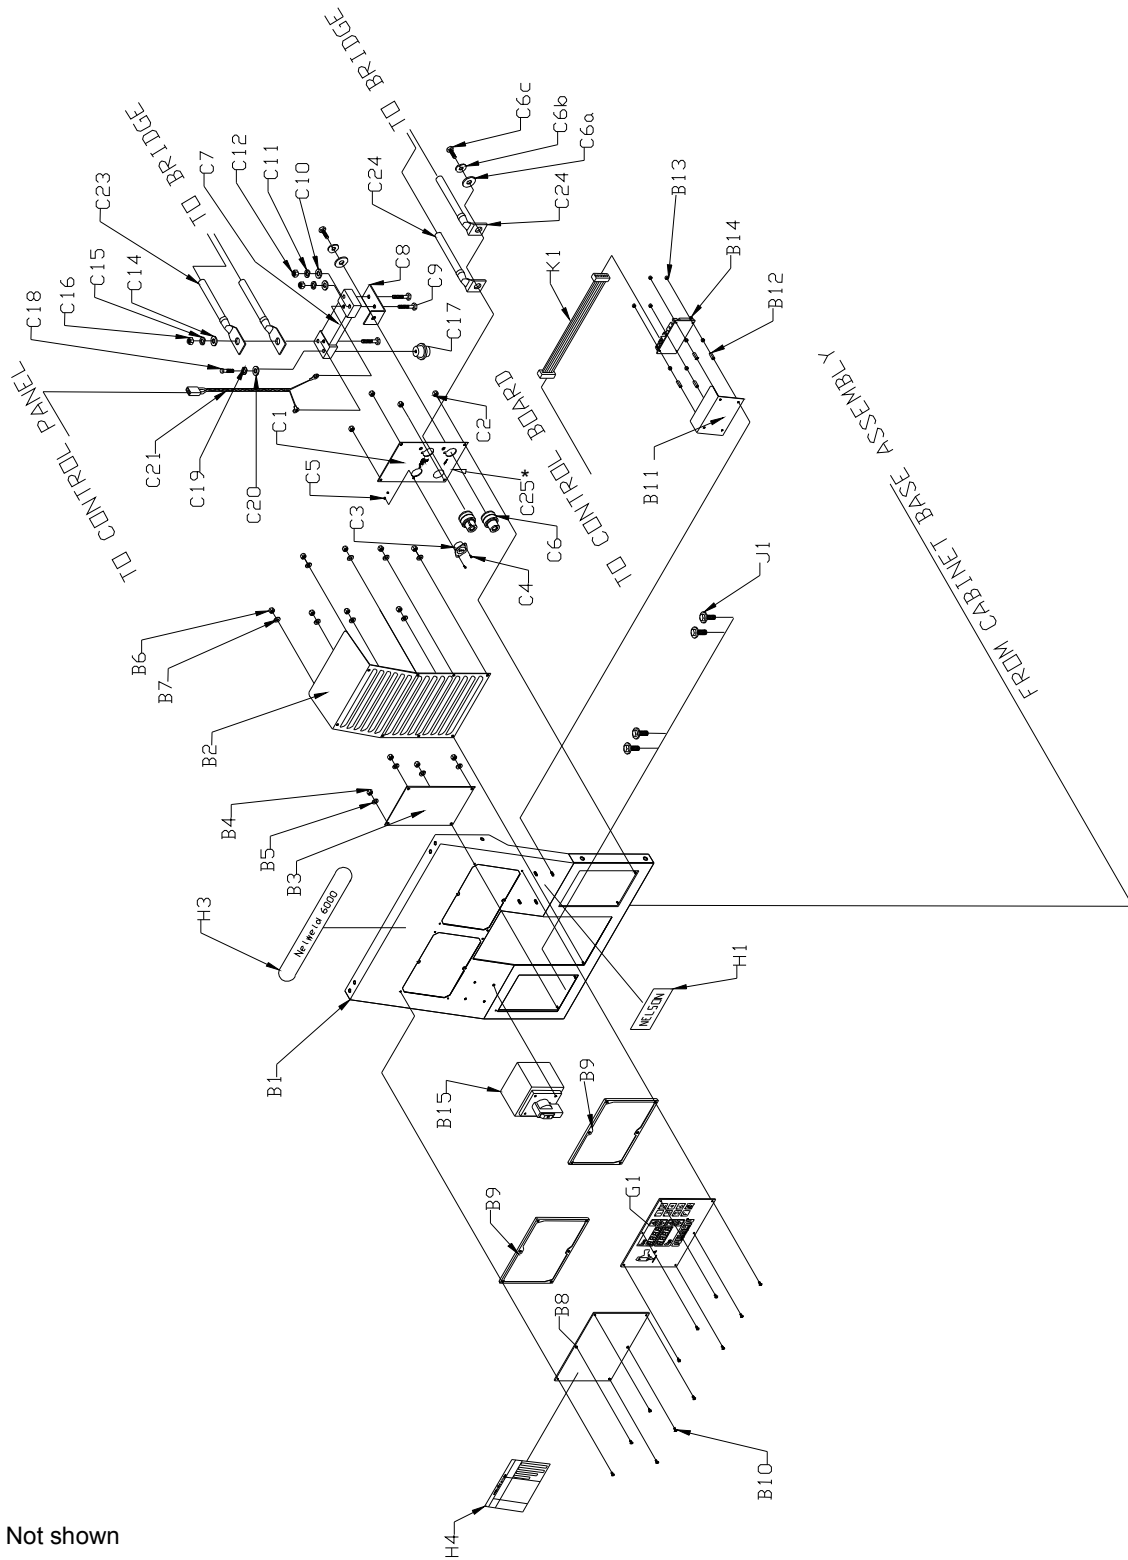 TO BRIDGE
TO BRIDGE
TO CONTROL PANEL
C23
C7
C12
C11
C10
C18
C16
C15
C14
C24
C6c
C6b
C6a
C8
C9
C17
C24
C21
C19
C20
C1
C5
C3
C2
C25*
C6
C4
TO CONTROL BOARD
K1
B13
B14
B12
B11
FROM CABINET BASE ASSEMBLY
J1
B6
B7
B2
B4
B5
B3
H3
Nelweld 6000
B1
H1
NELSON
B15
B9
B9
G1
B8
B10
H4
Not shown